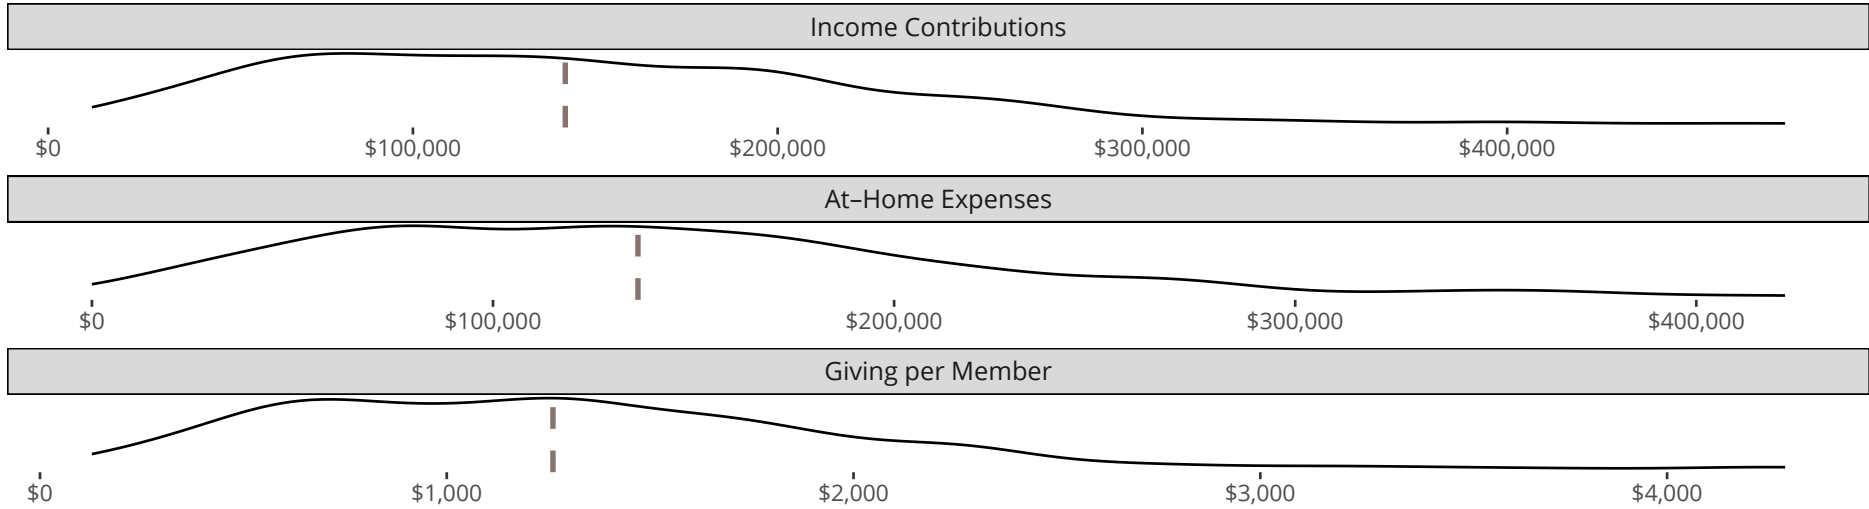 Income Contributions
$0 $100,000 $200,000 $300,000 $400,000
At–Home Expenses
$0 $100,000 $200,000 $300,000 $400,000
Giving per Member
$0 $1,000 $2,000 $3,000 $4,000